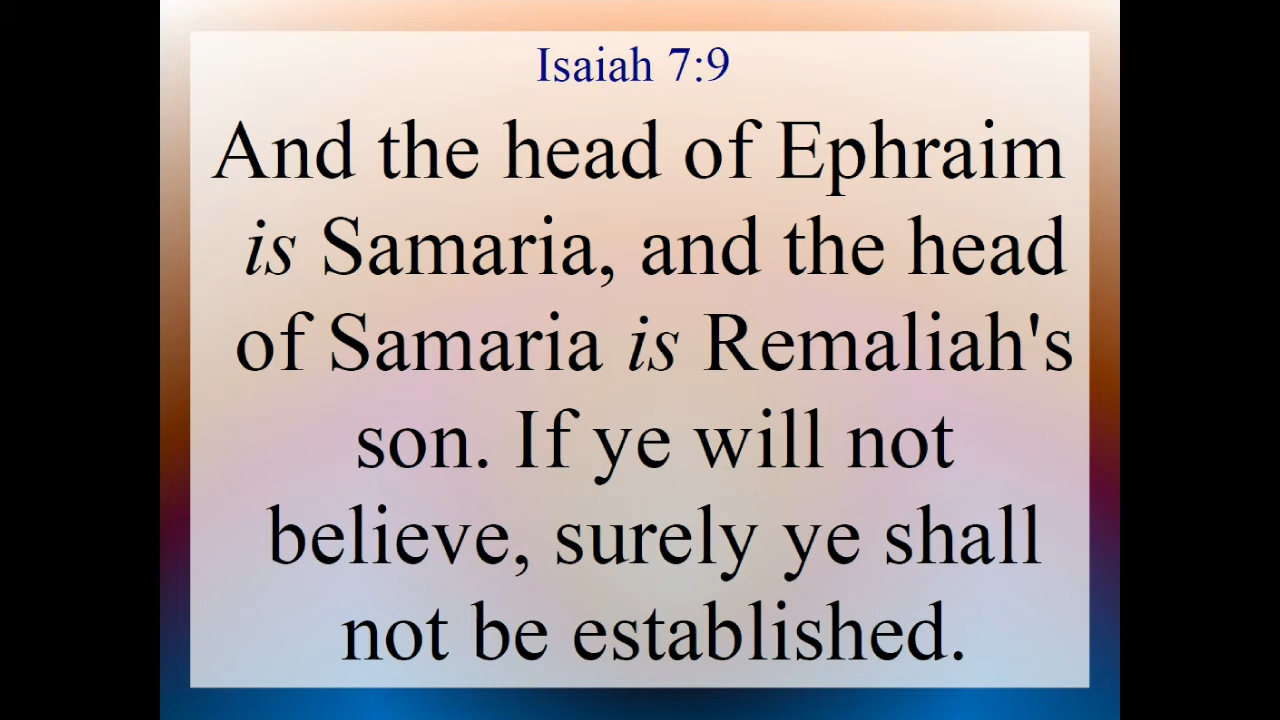 Isaiah 7:9
And the head of Ephraim
is Samaria, and the head
of Samaria is Remaliah's
son. If ye will not
believe, surely ye shall
not be established.